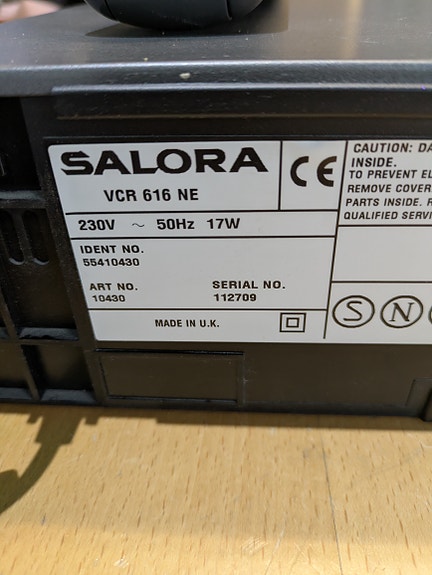 SALORA
CE
VCR 616 NE
230V ~ 50Hz 17W
IDENT NO.
55410430
ART NO. SERIAL NO.
10430 112709
MADE IN U.K.
CAUTION:
INSIDE.
TO PREVENT
REMOVE
PARTS INSIDE.
QUALIFIED
S N